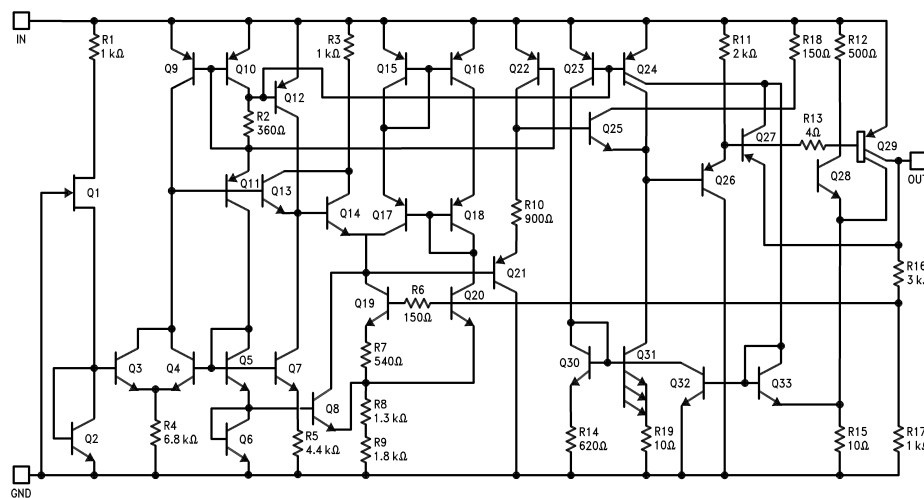 IN
R1
1 kΩ
Q9
Q10
Q12
R2
360Ω
R3
1 kΩ
Q15
Q16
Q22
Q23
Q24
R11
2 kΩ
R18
150Ω
R12
500Ω
Q25
Q27
R13
4Ω
Q29
OUT
Q28
Q1
Q11
Q13
Q14
Q17
Q18
R10
900Ω
Q26
Q21
R16
3 k
Q19
R6
150Ω
Q20
Q3
Q4
Q5
Q7
R7
540Ω
Q30
Q31
Q32
Q33
Q2
R4
6.8 kΩ
Q6
R5
4.4 kΩ
Q8
R8
1.3 kΩ
R9
1.8 kΩ
R14
620Ω
R19
10Ω
R15
10Ω
R17
1 k
GND